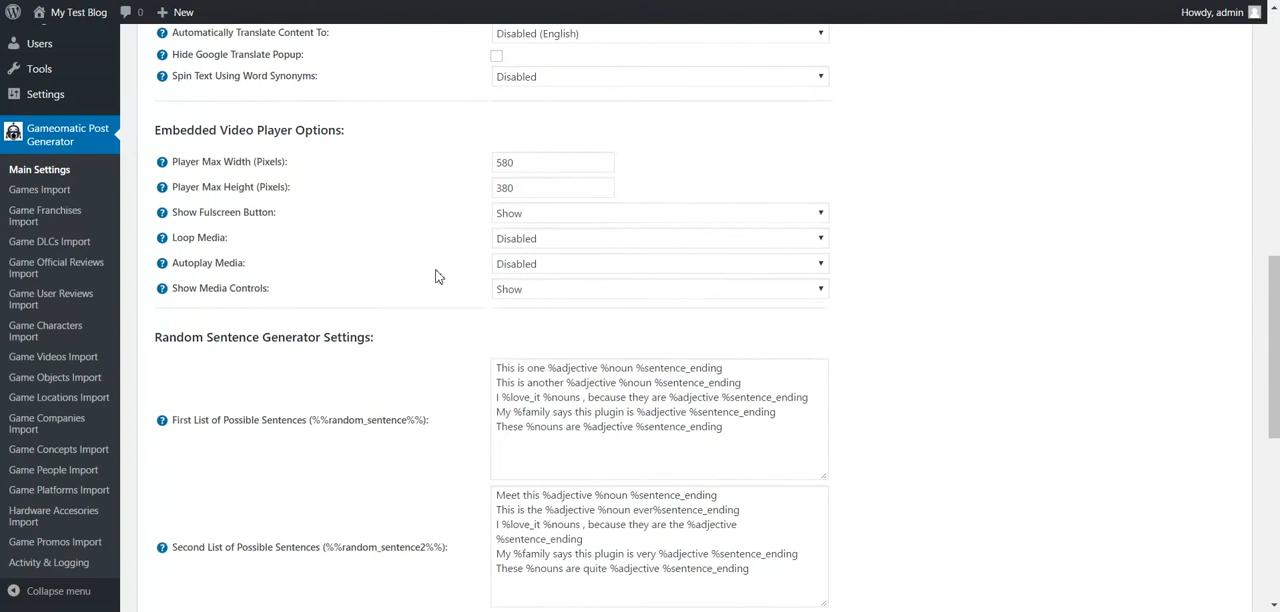 My Test Blog
0
New
Howdy, admin
Users
Tools
Settings
Gameomatic Post
Generator
Main Settings
Games Import
Game Franchises
Import
Game DLCs Import
Game Official Reviews
Import
Game User Reviews
Import
Game Characters
Import
Game Videos Import
Game Objects Import
Game Locations Import
Game Companies
Import
Game Concepts Import
Game People Import
Game Platforms Import
Hardware Accesories
Import
Game Promos Import
Activity & Logging
Collapse menu
Automatically Translate Content To:
Disabled (English)
Hide Google Translate Popup:
Spin Text Using Word Synonyms:
Disabled
Embedded Video Player Options:
Player Max Width (Pixels):
580
Player Max Height (Pixels):
380
Show Fulscreen Button:
Show
Loop Media:
Disabled
Autoplay Media:
Disabled
Show Media Controls:
Show
Random Sentence Generator Settings:
First List of Possible Sentences (%%random_sentence%%):
This is one %adjective %noun %sentence_ending
This is another %adjective %noun %sentence_ending
I %love_it %nouns , because they are %adjective %sentence_ending
My %family says this plugin is %adjective %sentence_ending
These %nouns are %adjective %sentence_ending
Second List of Possible Sentences (%%random_sentence2%%):
Meet this %adjective %noun %sentence_ending
This is the %adjective %noun ever%sentence_ending
I %love_it %nouns , because they are the %adjective
%sentence_ending
My %family says this plugin is very %adjective %sentence_ending
These %nouns are quite %adjective %sentence_ending